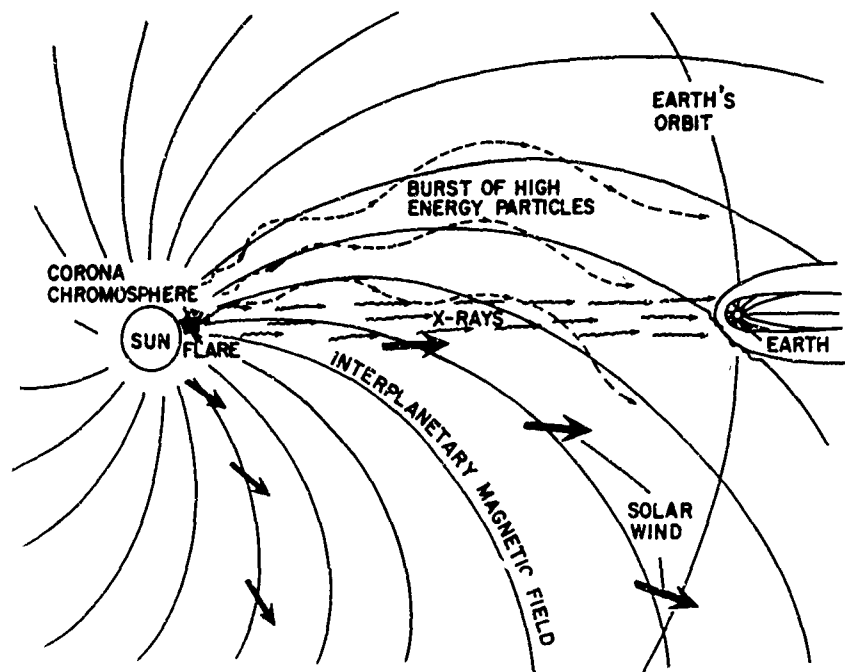 EARTH'S
ORBIT
BURST OF HIGH
ENERGY PARTICLES
CORONA
CHROMOSPHERE
X-RAYS
SUN
FLARE
EARTH
INTERPLANETARY MAGNETIC FIELD
SOLAR
WIND